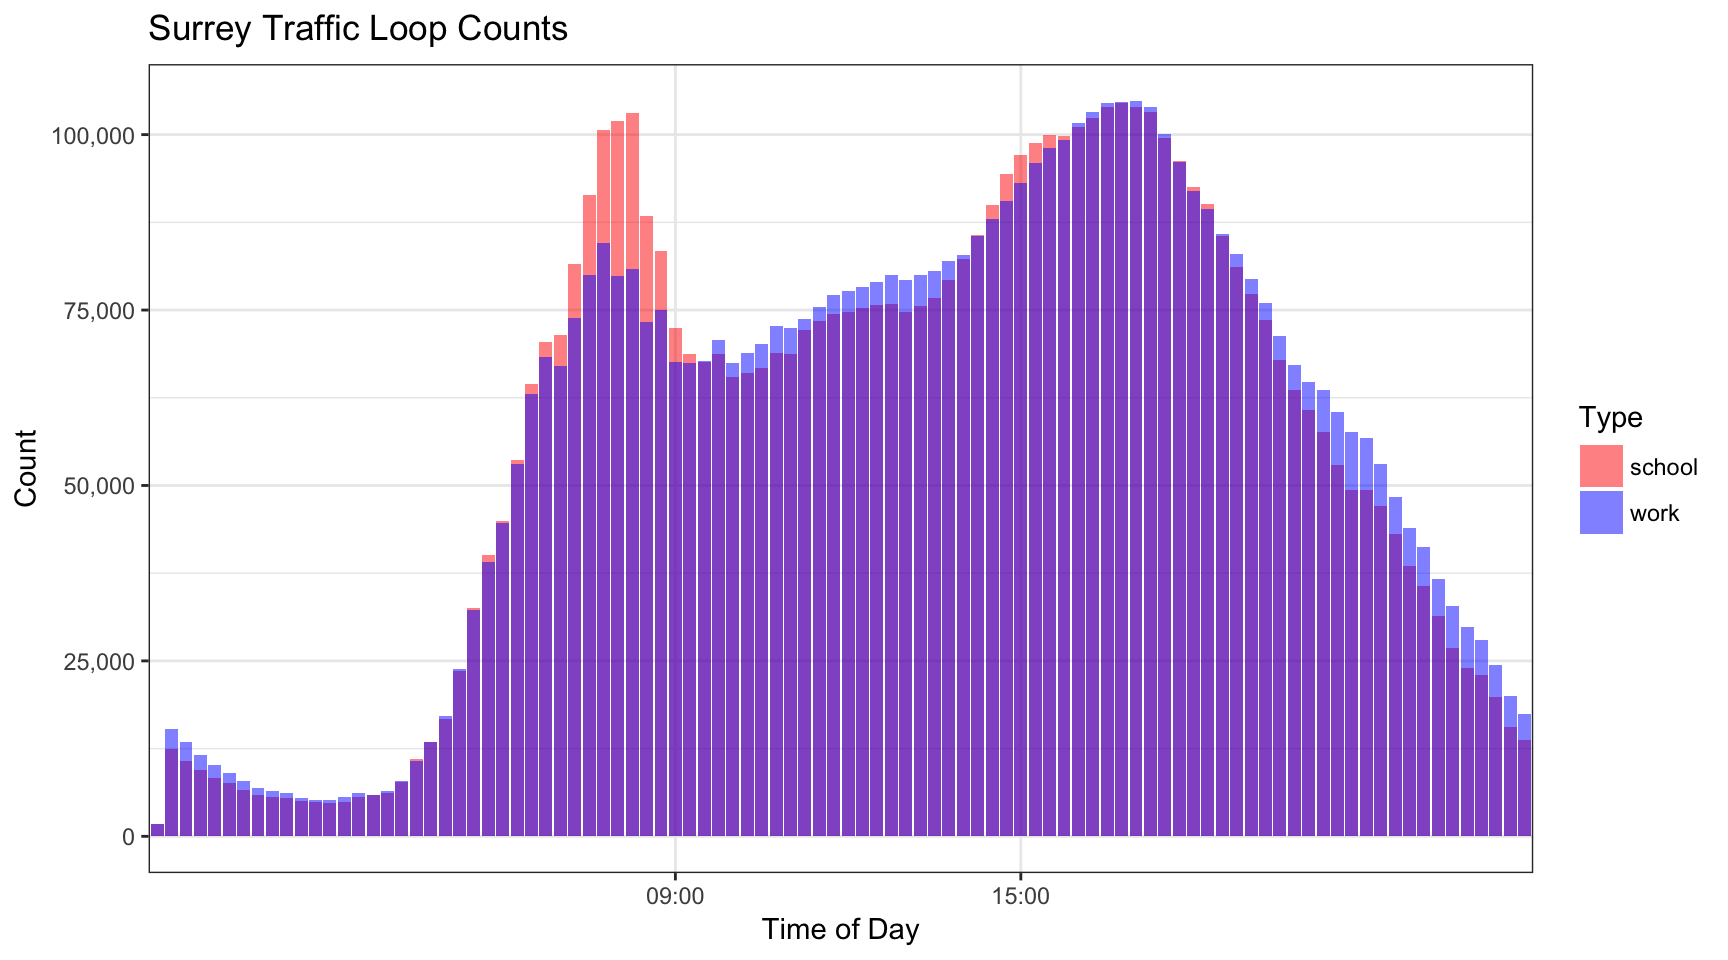 Surrey Traffic Loop Counts
100,000
75,000
50,000
25,000
0
Count
09:00
15:00
Time of Day
Type
school
work